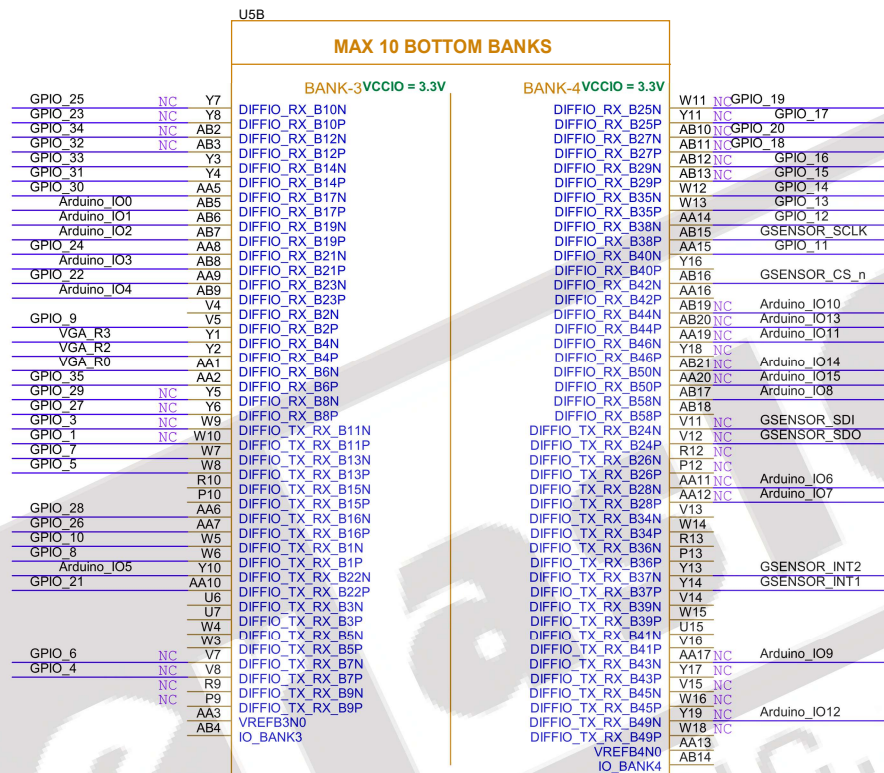 U5B
MAX 10 BOTTOM BANKS
BANK-3 VCCIO = 3.3V
GPIO_25 NC Y7 DIFFIO_RX_B10N
GPIO_23 NC Y8 DIFFIO_RX_B10P
GPIO_34 NC AB2 DIFFIO_RX_B12N
GPIO_32 NC AB3 DIFFIO_RX_B12P
GPIO_33 Y3 DIFFIO_RX_B14N
GPIO_31 Y4 DIFFIO_RX_B14P
GPIO_30 AA5 DIFFIO_RX_B17N
Arduino_IO0 AB5 DIFFIO_RX_B17P
Arduino_IO1 AB6 DIFFIO_RX_B19N
Arduino_IO2 AB7 DIFFIO_RX_B19P
GPIO_24 AA8 DIFFIO_RX_B21N
Arduino_IO3 AB8 DIFFIO_RX_B21P
GPIO_22 AA9 DIFFIO_RX_B23N
Arduino_IO4 AB9 DIFFIO_RX_B23P
V4 DIFFIO_RX_B2N
GPIO_9 V5 DIFFIO_RX_B2P
VGA_R3 Y1 DIFFIO_RX_B4N
VGA_R2 Y2 DIFFIO_RX_B4P
VGA_R0 AA1 DIFFIO_RX_B6N
GPIO_35 AA2 DIFFIO_RX_B6P
GPIO_29 NC Y5 DIFFIO_RX_B8N
GPIO_27 NC Y6 DIFFIO_RX_B8P
GPIO_3 NC W9 DIFFIO_TX_RX_B11N
GPIO_1 NC W10 DIFFIO_TX_RX_B11P
GPIO_7 W7 DIFFIO_TX_RX_B13N
GPIO_5 W8 DIFFIO_TX_RX_B13P
R10 DIFFIO_TX_RX_B15N
P10 DIFFIO_TX_RX_B15P
GPIO_28 AA6 DIFFIO_TX_RX_B16N
GPIO_26 AA7 DIFFIO_TX_RX_B16P
GPIO_10 W5 DIFFIO_TX_RX_B1N
GPIO_8 W6 DIFFIO_TX_RX_B1P
Arduino_IO5 Y10 DIFFIO_TX_RX_B22N
GPIO_21 AA10 DIFFIO_TX_RX_B22P
U6 DIFFIO_TX_RX_B3N
U7 DIFFIO_TX_RX_B3P
W4 DIFFIO_TX_RX_B5N
W3 DIFFIO_TX_RX_B5P
GPIO_6 NC V7 DIFFIO_TX_RX_B7N
GPIO_4 NC V8 DIFFIO_TX_RX_B7P
NC R9 DIFFIO_TX_RX_B9N
NC P9 DIFFIO_TX_RX_B9P
AA3 VREFB3N0
AB4 IO_BANK3
BANK-4 VCCIO = 3.3V
DIFFIO_RX_B25N W11 NC GPIO_19
DIFFIO_RX_B25P Y11 NC GPIO_17
DIFFIO_RX_B27N AB10 NC GPIO_20
DIFFIO_RX_B27P AB11 NC GPIO_18
DIFFIO_RX_B29N AB12 NC GPIO_16
DIFFIO_RX_B29P AB13 NC GPIO_15
DIFFIO_RX_B35N W12 GPIO_14
DIFFIO_RX_B35P W13 GPIO_13
DIFFIO_RX_B38N AA14 GPIO_12
DIFFIO_RX_B38P AB15 GSENSOR_SCLK
DIFFIO_RX_B40N AA15 GPIO_11
DIFFIO_RX_B40P Y16
DIFFIO_RX_B42N AB16 GSENSOR_CS_n
DIFFIO_RX_B42P AA16
DIFFIO_RX_B44N AB19 NC Arduino_IO10
DIFFIO_RX_B44P AB20 NC Arduino_IO13
DIFFIO_RX_B46N AA19 NC Arduino_IO11
DIFFIO_RX_B46P Y18 NC
DIFFIO_RX_B50N AB21 NC Arduino_IO14
DIFFIO_RX_B50P AA20 NC Arduino_IO15
DIFFIO_RX_B58N AB17 Arduino_IO8
DIFFIO_RX_B58P AB18
DIFFIO_TX_RX_B24N V11 NC GSENSOR_SDI
DIFFIO_TX_RX_B24P V12 NC GSENSOR_SDO
DIFFIO_TX_RX_B26N R12 NC
DIFFIO_TX_RX_B26P P12 NC
DIFFIO_TX_RX_B28N AA11 NC Arduino_IO6
DIFFIO_TX_RX_B28P AA12 NC Arduino_IO7
DIFFIO_TX_RX_B34N V13
DIFFIO_TX_RX_B34P W14
DIFFIO_TX_RX_B36N R13
DIFFIO_TX_RX_B36P P13
DIFFIO_TX_RX_B37N Y13 GSENSOR_INT2
DIFFIO_TX_RX_B37P Y14 GSENSOR_INT1
DIFFIO_TX_RX_B39N V14
DIFFIO_TX_RX_B39P W15
DIFFIO_TX_RX_B41N U15
DIFFIO_TX_RX_B41P V16
DIFFIO_TX_RX_B43N AA17 NC Arduino_IO9
DIFFIO_TX_RX_B43P Y17 NC
DIFFIO_TX_RX_B45N V15 NC
DIFFIO_TX_RX_B45P W16 NC
DIFFIO_TX_RX_B49N Y19 NC Arduino_IO12
DIFFIO_TX_RX_B49P W18 NC
VREFB4N0 AA13
IO_BANK4 AB14